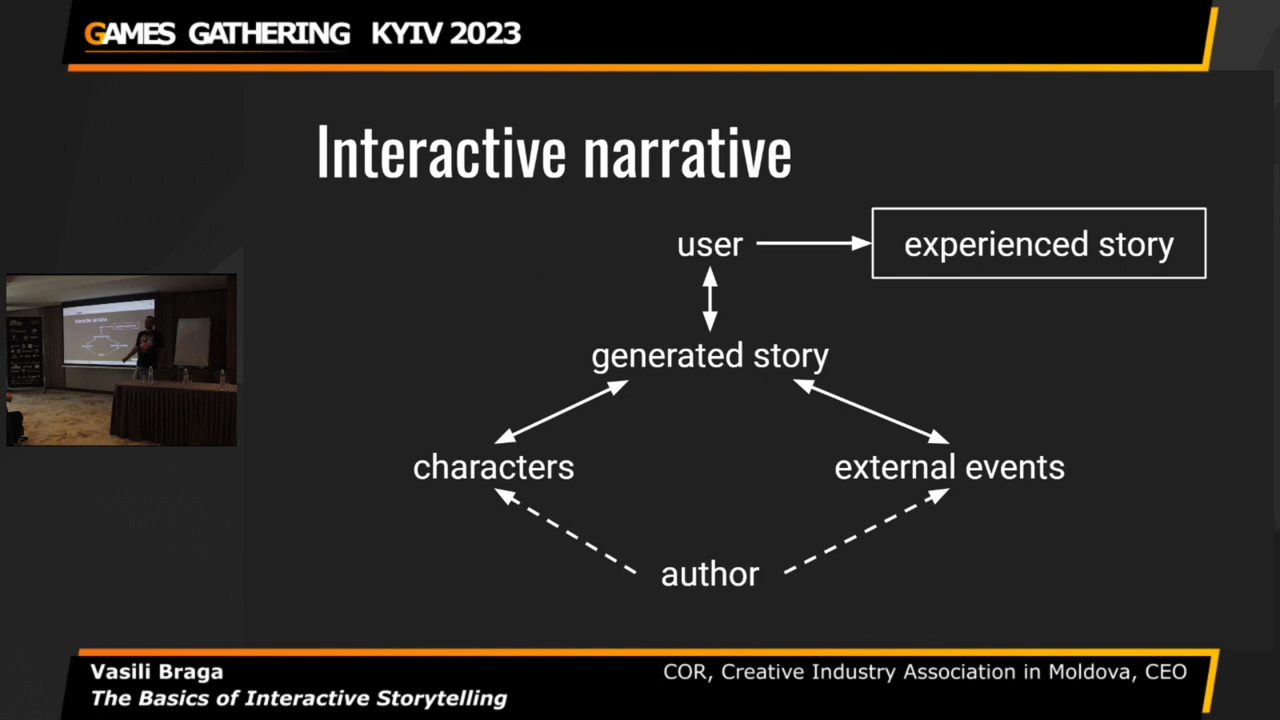 GAMES GATHERING KYIV 2023
Interactive narrative
user
experienced story
generated story
characters
external events
author
Vasili Braga
COR, Creative Industry Association in Moldova, CEO
The Basics of Interactive Storytelling